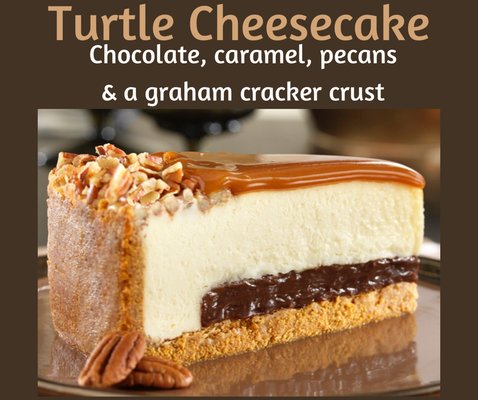 Turtle Cheesecake
Chocolate, caramel, pecans
& a graham cracker crust